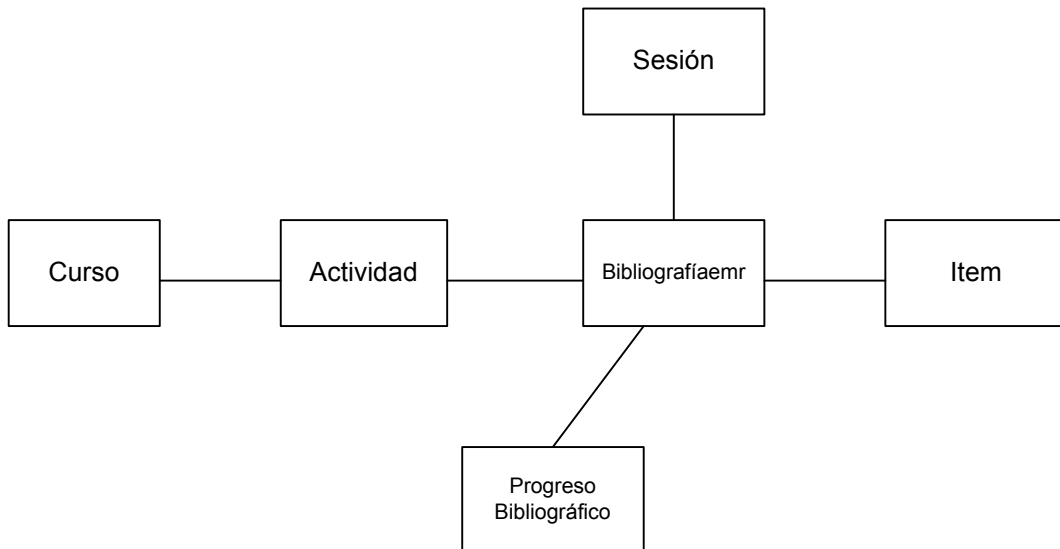 Sesión
Curso
Actividad
Bibliografíaemr
Item
Progreso
Bibliográfico